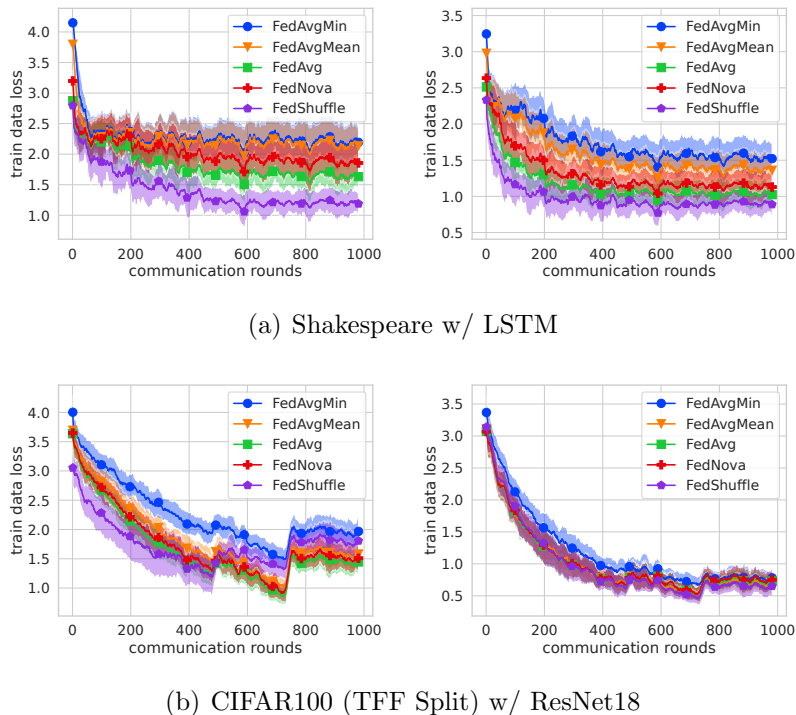 FedAvgMin
FedAvgMean
FedAvg
FedNova
FedShuffle
4.0
3.5
3.0
2.5
2.0
1.5
1.0
train data loss
0 200 400 600 800 1000
communication rounds
FedAvgMin
FedAvgMean
FedAvg
FedNova
FedShuffle
3.5
3.0
2.5
2.0
1.5
1.0
0.5
train data loss
0 200 400 600 800 1000
communication rounds
(a) Shakespeare w/ LSTM
FedAvgMin
FedAvgMean
FedAvg
FedNova
FedShuffle
4.0
3.5
3.0
2.5
2.0
1.5
1.0
train data loss
0 200 400 600 800 1000
communication rounds
FedAvgMin
FedAvgMean
FedAvg
FedNova
FedShuffle
3.5
3.0
2.5
2.0
1.5
1.0
0.5
train data loss
0 200 400 600 800 1000
communication rounds
(b) CIFAR100 (TFF Split) w/ ResNet18